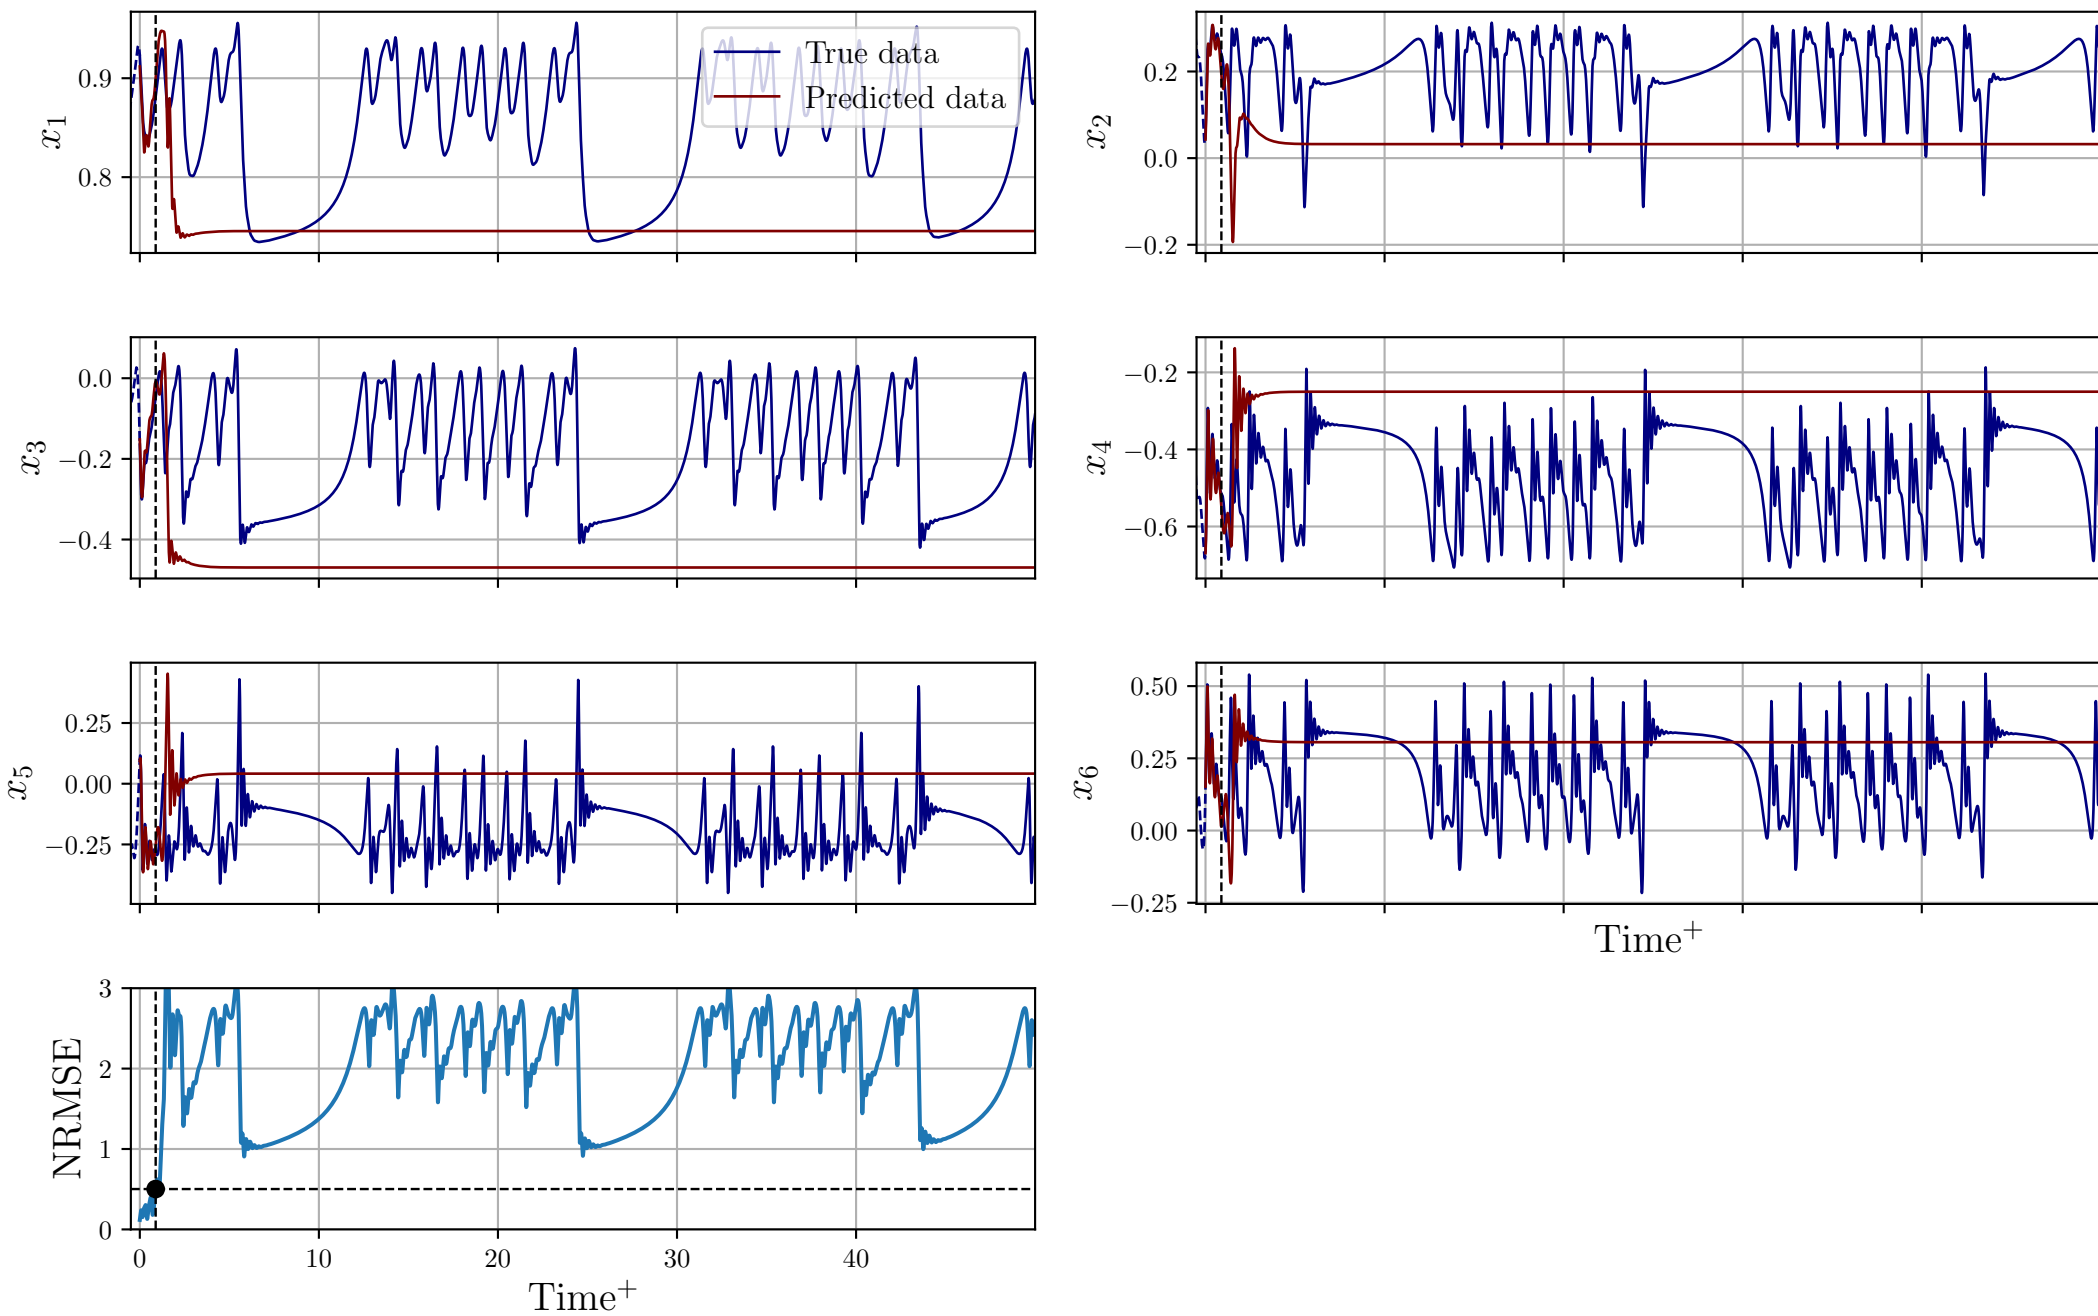 True data
Predicted data
0.9
0.8
x₁
0.2
0.0
−0.2
x₂
0.0
−0.2
−0.4
x₃
−0.2
−0.4
−0.6
x₄
0.25
0.00
−0.25
x₅
0.50
0.25
0.00
−0.25
x₆
Time⁺
3
2
1
0
NRMSE
0 10 20 30 40
Time⁺